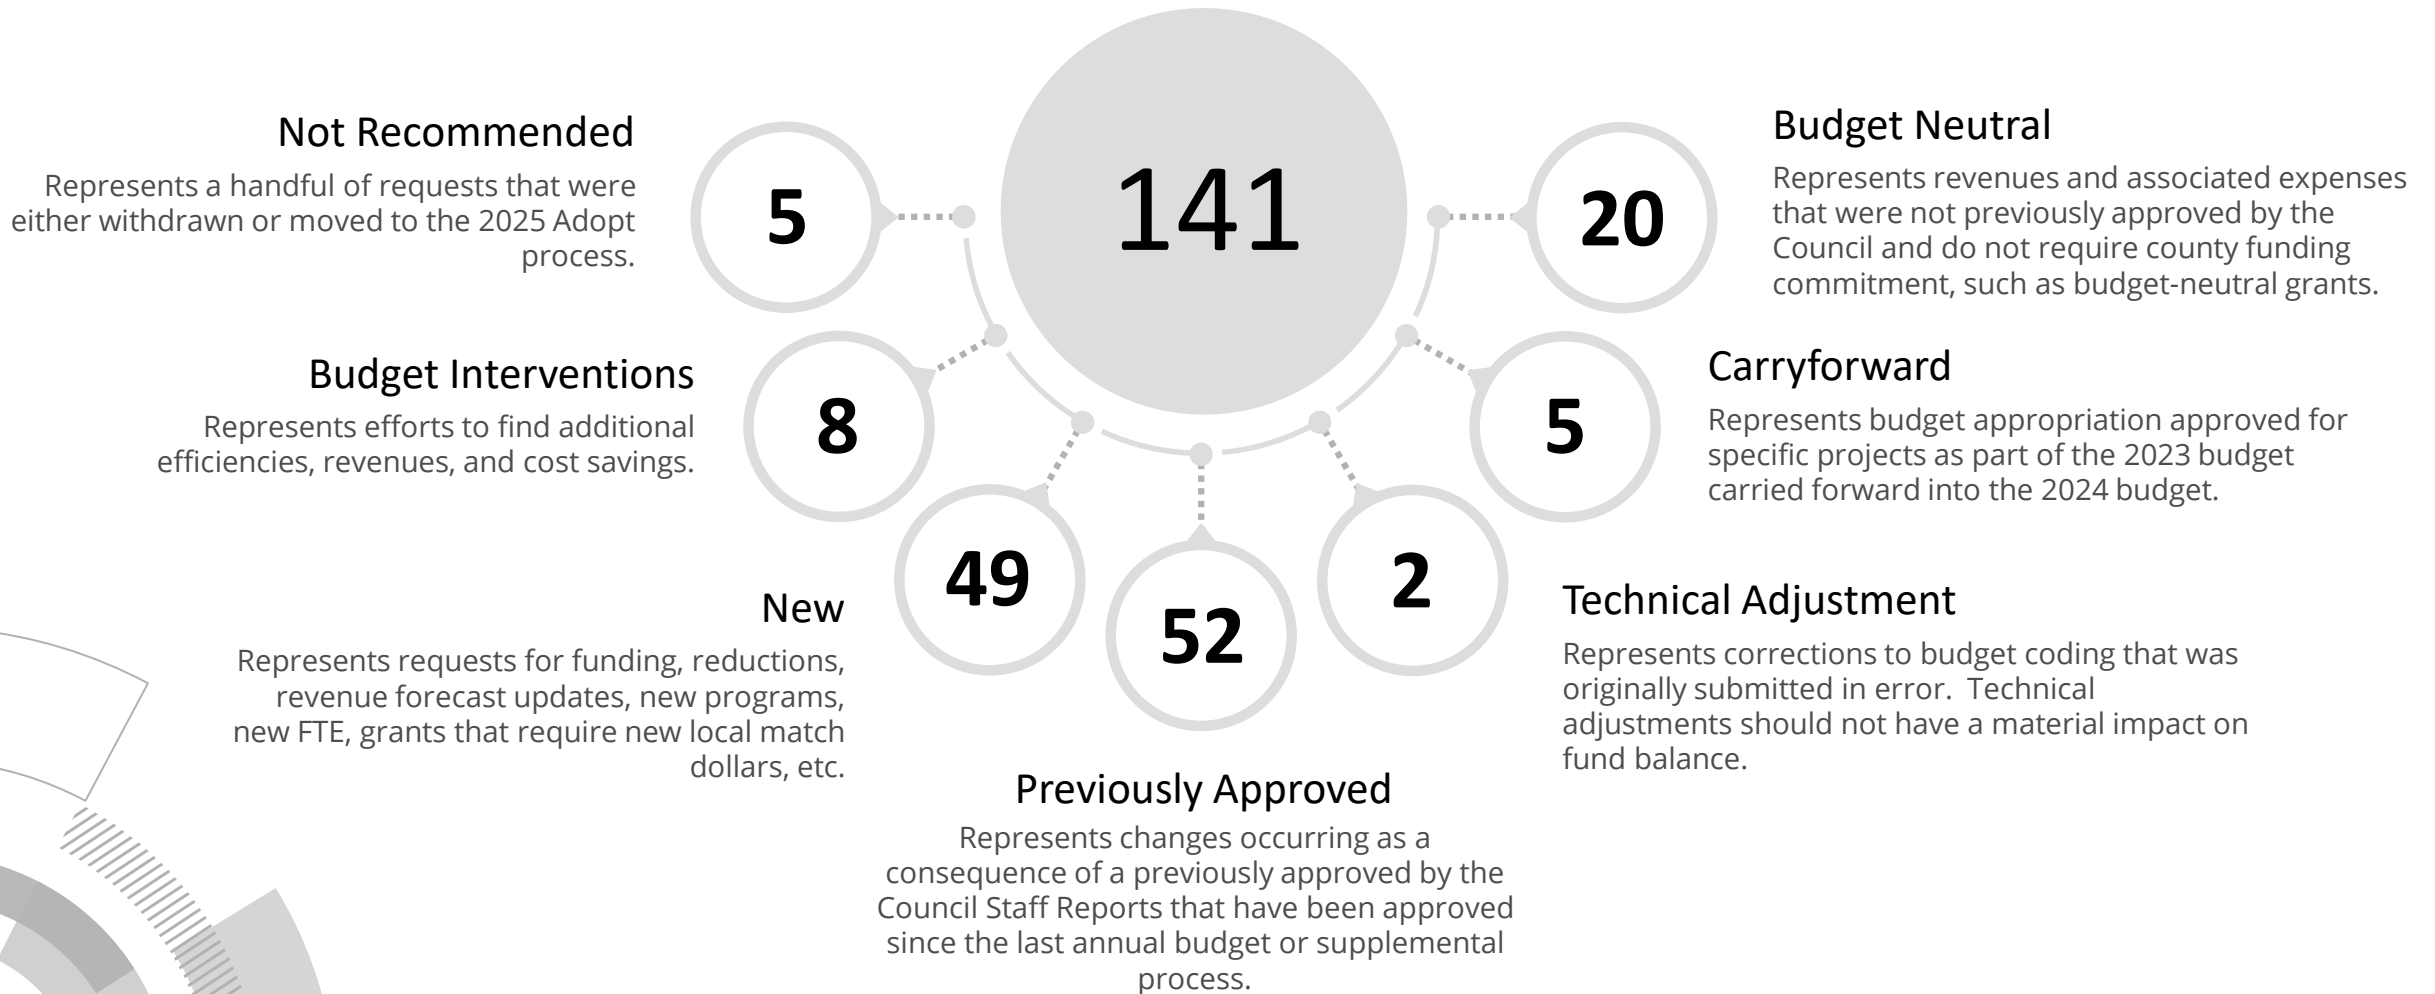 141
Not Recommended
Represents a handful of requests that were
either withdrawn or moved to the 2025 Adopt
process.
5
Budget Interventions
Represents efforts to find additional
efficiencies, revenues, and cost savings.
8
New
Represents requests for funding, reductions,
revenue forecast updates, new programs,
new FTE, grants that require new local match
dollars, etc.
49
52
Previously Approved
Represents changes occurring as a
consequence of a previously approved by the
Council Staff Reports that have been approved
since the last annual budget or supplemental
process.
2
Technical Adjustment
Represents corrections to budget coding that was
originally submitted in error.  Technical
adjustments should not have a material impact on
fund balance.
5
Carryforward
Represents budget appropriation approved for
specific projects as part of the 2023 budget
carried forward into the 2024 budget.
20
Budget Neutral
Represents revenues and associated expenses
that were not previously approved by the
Council and do not require county funding
commitment, such as budget-neutral grants.